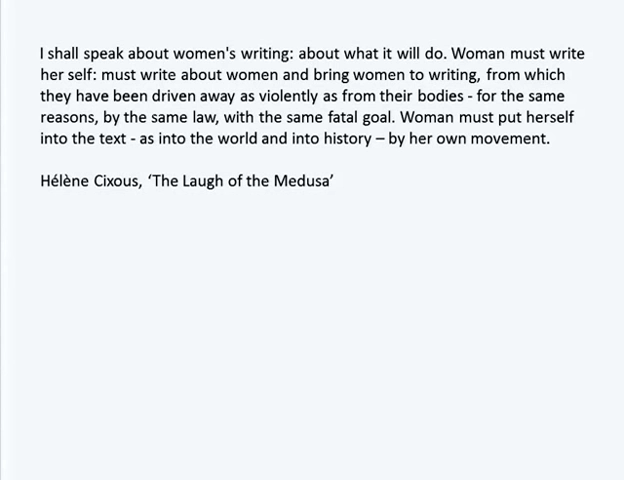 I shall speak about women's writing: about what it will do. Woman must write
her self: must write about women and bring women to writing, from which
they have been driven away as violently as from their bodies - for the same
reasons, by the same law, with the same fatal goal. Woman must put herself
into the text - as into the world and into history – by her own movement.
Hélène Cixous, ‘The Laugh of the Medusa’